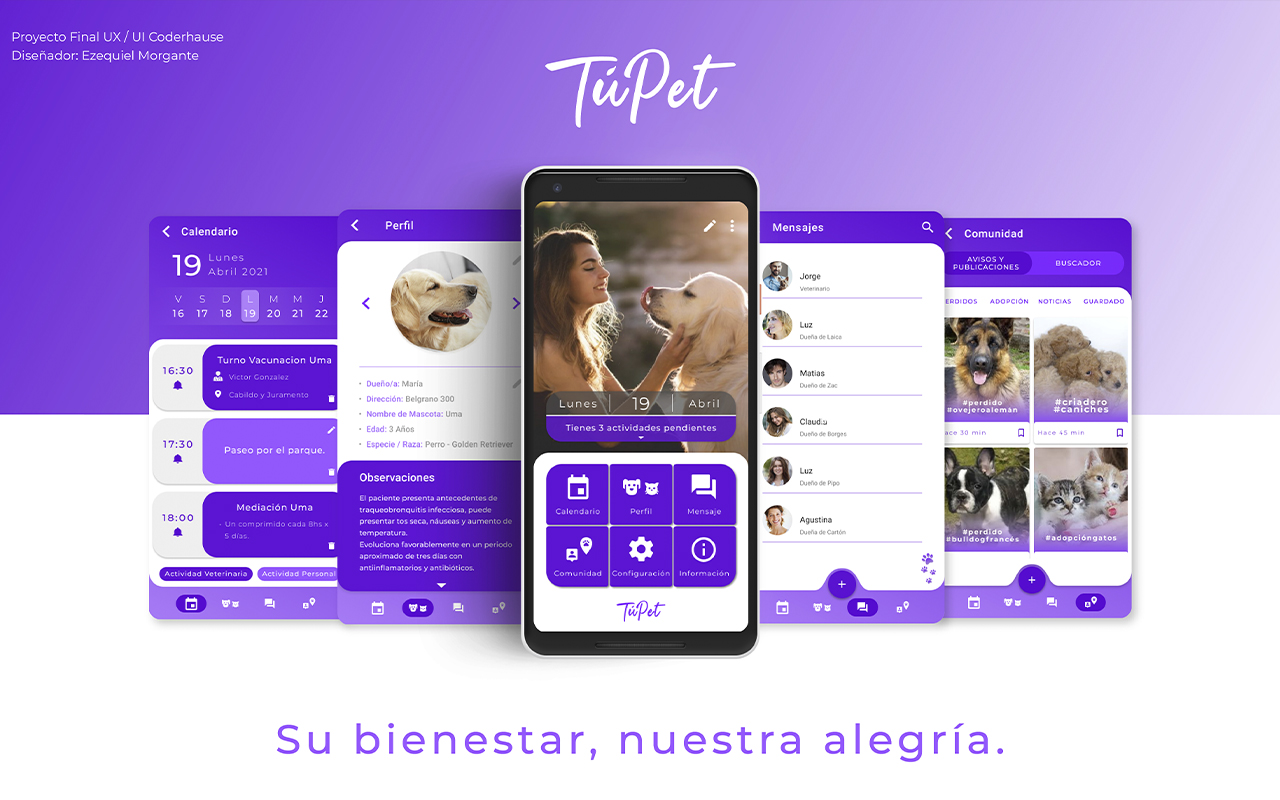 Proyecto Final UX / UI Coderhause
Diseñador: Ezequiel Morgante
TúPet
Calendario
19
Lunes
Abril 2021
V S D L M M J
16 17 18 19 20 21 22
16:30
Turno Vacunacion Uma
Victor Gonzalez
Cabildo y Juramento
17:30
Paseo por el parque.
18:00
Mediación Uma
- Un comprimido cada 8hs x
5 días.
Actividad Veterinaria
Actividad Personal
Perfil
• Dueño/a: María
• Dirección: Belgrano 300
• Nombre de Mascota: Uma
• Edad: 3 Años
• Especie / Raza: Perro - Golden Retriever
Observaciones
El paciente presenta antecedentes de
traqueobronquitis infecciosa, puede
presentar tos seca, náuseas y aumento de
temperatura.
Evoluciona favorablemente en un periodo
aproximado de tres días con
antiinflamatorios y antibióticos.
Lunes 19 Abril
Tienes 3 actividades pendientes
Calendario
Perfil
Mensaje
Comunidad
Configuración
Información
TúPet
Mensajes
Jorge
Veterinario
Luz
Dueña de Laica
Matias
Dueño de Zac
Claudiu
Dueño de Borges
Luz
Dueño de Pipo
Agustina
Dueña de Cartón
Comunidad
AVISOS Y
PUBLICACIONES
BUSCADOR
ERDIDOS ADOPCIÓN NOTICIAS GUARDADO
#perdido
#ovejeroalemán
#criadero
#caniches
Hace 30 min
Hace 45 min
#perdido
#bulldogfrancés
#adopcióngatos
Su bienestar, nuestra alegría.